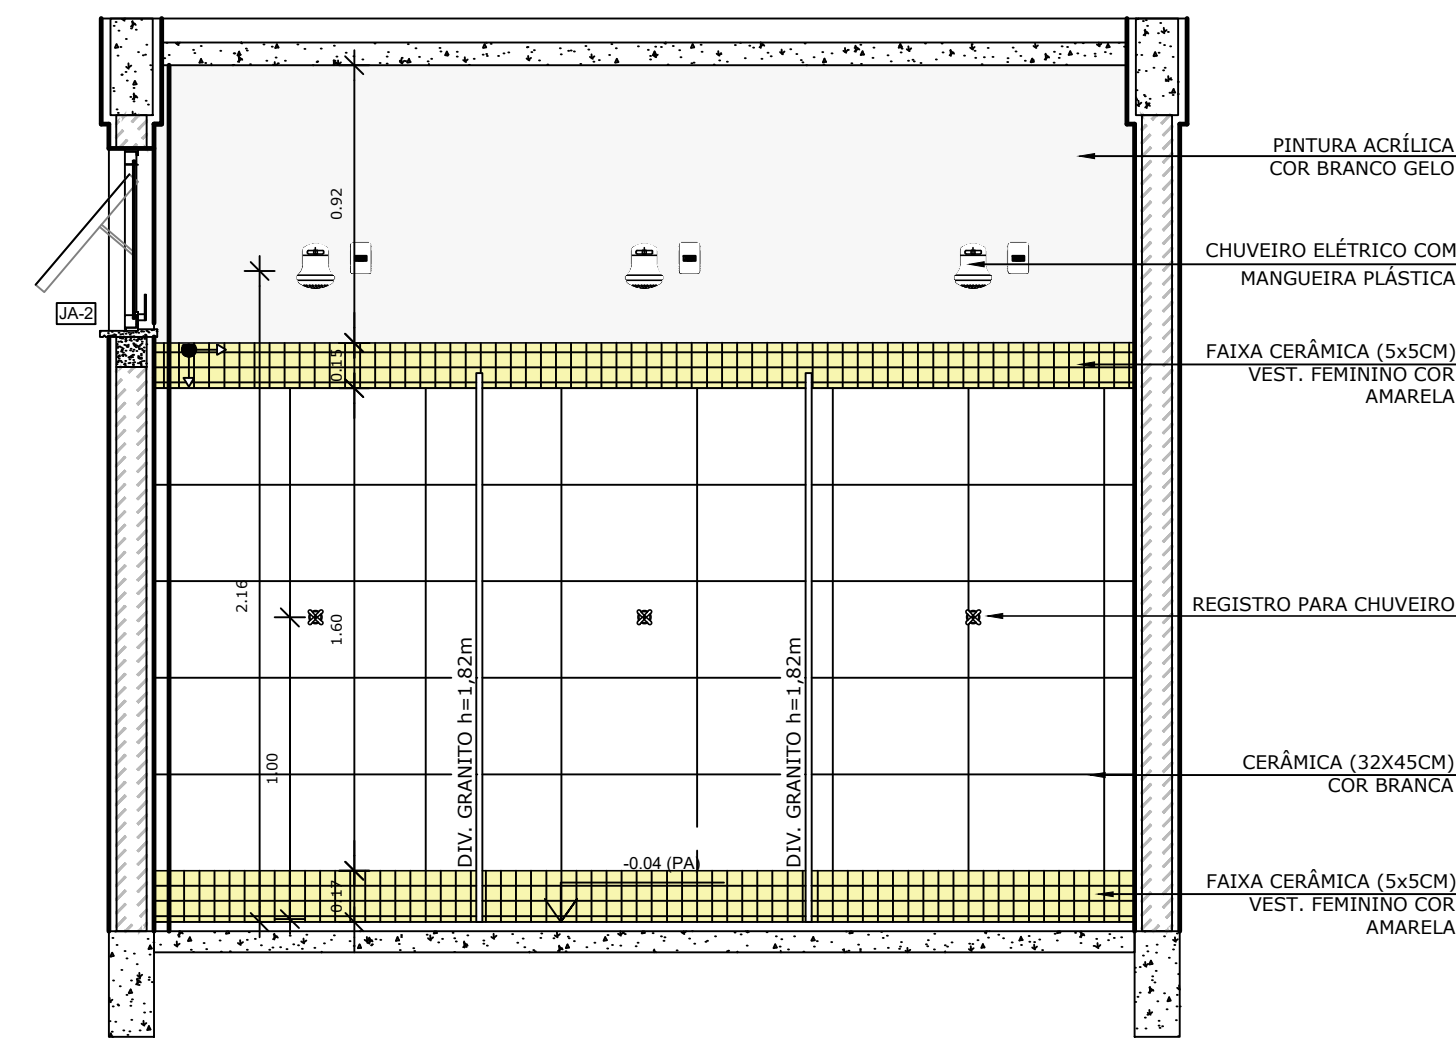 PINTURA ACRÍLICA
COR BRANCO GELO
0.92
CHUVEIRO ELÉTRICO COM
MANGUEIRA PLÁSTICA
JA-2
0.15
FAIXA CERÂMICA (5x5CM)
VEST. FEMININO COR
AMARELA
2.16
1.60
REGISTRO PARA CHUVEIRO
DIV. GRANITO h=1,82m
DIV. GRANITO h=1,82m
1.00
CERÂMICA (32X45CM)
COR BRANCA
-0.04 (PA)
0.17
FAIXA CERÂMICA (5x5CM)
VEST. FEMININO COR
AMARELA